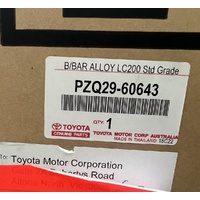 B/BAR ALLOY LC200 Std Grade
PZQ29-60643
TOYOTA
GENUINE PARTS
QTY: 1
TOYOTA MOTOR CORP AUSTRALIA
MADE IN THAILAND 16C22
Toyota Motor Corporation
Road